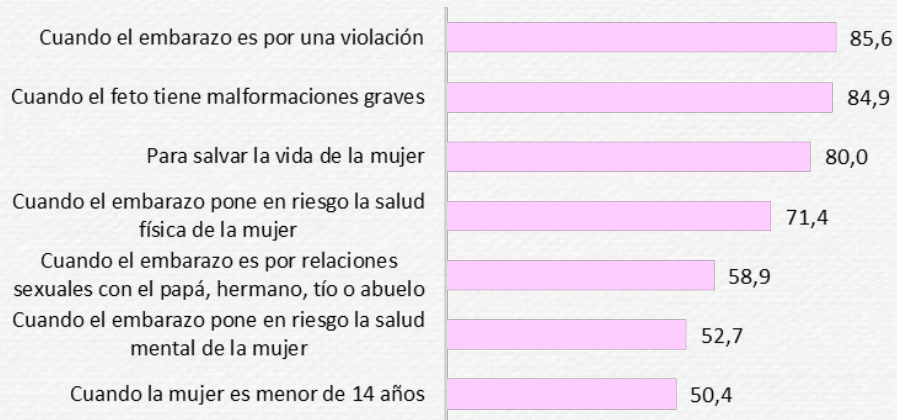 Cuando el embarazo es por una violación 85,6
Cuando el feto tiene malformaciones graves 84,9
Para salvar la vida de la mujer 80,0
Cuando el embarazo pone en riesgo la salud
física de la mujer 71,4
Cuando el embarazo es por relaciones
sexuales con el papá, hermano, tío o abuelo 58,9
Cuando el embarazo pone en riesgo la salud
mental de la mujer 52,7
Cuando la mujer es menor de 14 años 50,4